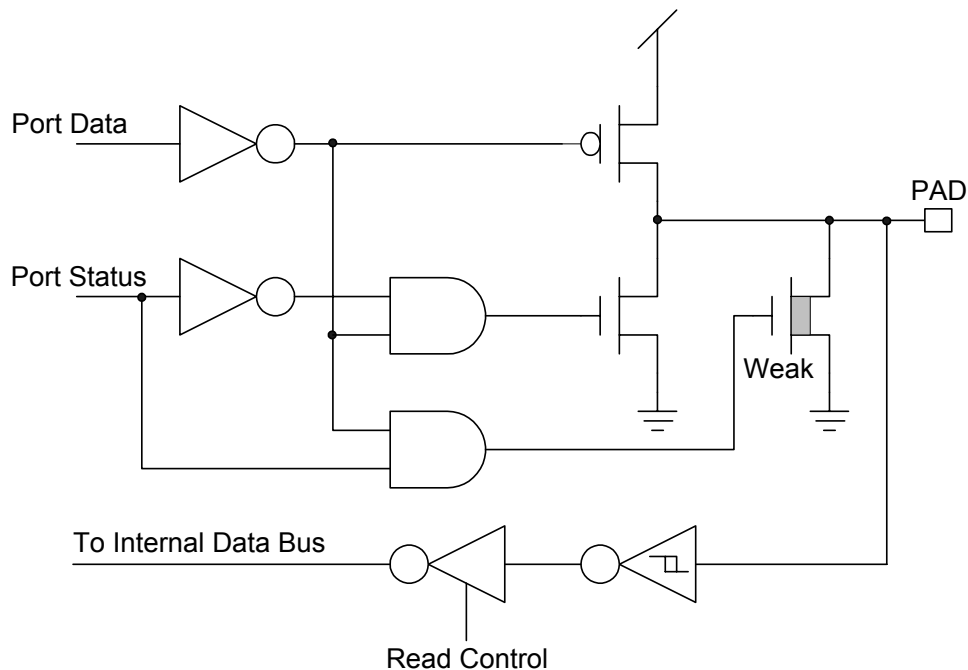 Port Data
PAD
Port Status
Weak
To Internal Data Bus
Read Control